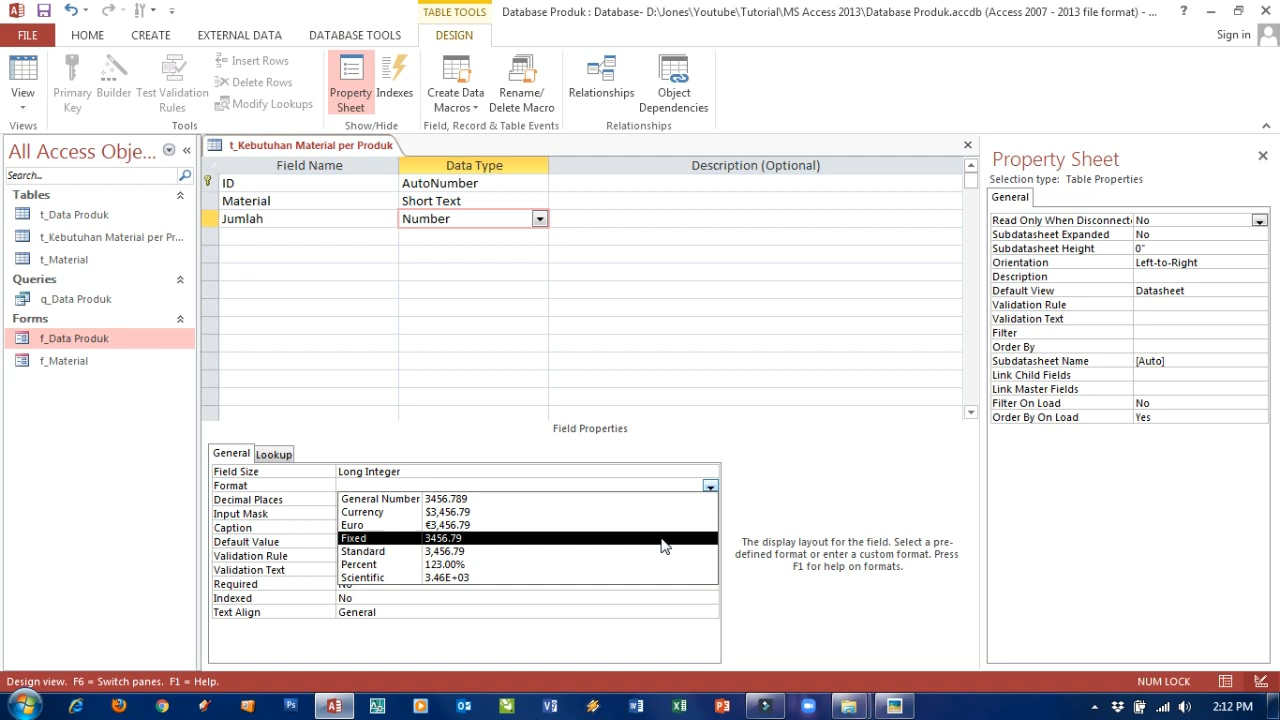 TABLE TOOLS
Database Produk : Database- D:\Jones\Youtube\Tutorial\MS Access 2013\Database Produk.accdb (Access 2007 - 2013 file format) - ...
FILE HOME CREATE EXTERNAL DATA DATABASE TOOLS DESIGN Sign in
View
Primary Key
Builder
Test Validation Rules
Insert Rows
Delete Rows
Modify Lookups
Property Sheet
Indexes
Create Data Macros
Rename/ Delete Macro
Relationships
Object Dependencies
Views Tools Show/Hide Field, Record & Table Events Relationships
All Access Obje...
Search...
Tables
t_Data Produk
t_Kebutuhan Material per Pr...
t_Material
Queries
q_Data Produk
Forms
f_Data Produk
f_Material
t_Kebutuhan Material per Produk
Field Name Data Type Description (Optional)
ID AutoNumber
Material Short Text
Jumlah Number
Field Properties
General Lookup
Field Size Long Integer
Format
Decimal Places
Input Mask
Caption
Default Value
Validation Rule
Validation Text
Required No
Indexed No
Text Align General
General Number 3456.789
Currency $3,456.79
Euro €3,456.79
Fixed 3456.79
Standard 3,456.79
Percent 123.00%
Scientific 3.46E+03
The display layout for the field. Select a pre-
defined format or enter a custom format. Press
F1 for help on formats.
Property Sheet
Selection type: Table Properties
General
Read Only When Disconnecte No
Subdatasheet Expanded No
Subdatasheet Height 0"
Orientation Left-to-Right
Description
Default View Datasheet
Validation Rule
Validation Text
Filter
Order By
Subdatasheet Name [Auto]
Link Child Fields
Link Master Fields
Filter On Load No
Order By On Load Yes
Design view. F6 = Switch panes. F1 = Help. NUM LOCK
2:12 PM